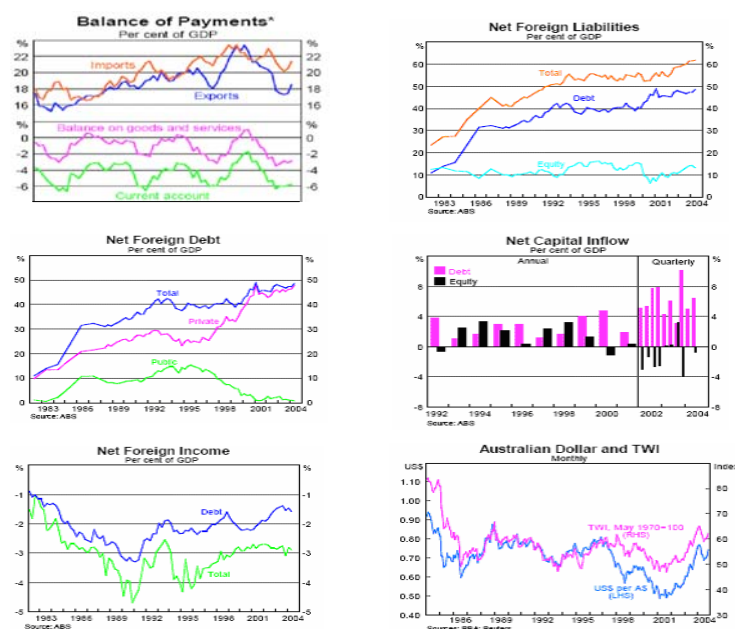 Balance of Payments*
Per cent of GDP
% %
22 22
Imports
20 20
18 18
Exports
16 16
% %
Balance on goods and services
0 0
-2 -2
-4 -4
-6 -6
Current account
Net Foreign Liabilities
Per cent of GDP
% %
60 60
Total
50 50
Debt
40 40
30 30
20 20
Equity
10 10
0 0
1983 1986 1989 1992 1995 1998 2001 2004
Source: ABS
Net Foreign Debt
Per cent of GDP
% %
50 50
Total
40 40
Private
30 30
20 20
Public
10 10
0 0
1983 1986 1989 1992 1995 1998 2001 2004
Source: ABS
Net Capital Inflow
Per cent of GDP
% Annual Quarterly %
Debt
8 8
Equity
4 4
0 0
-4 -4
-8 -8
1992 1994 1996 1998 2000 2002 2004
Source: ABS
Net Foreign Income
Per cent of GDP
% %
-1 -1
Debt
-2 -2
-3 -3
Total
-4 -4
-5 -5
1983 1986 1989 1992 1995 1998 2001 2004
Source: ABS
Australian Dollar and TWI
Monthly
US$ Index
1.10 80
1.00
TWI, May 1970=100
(RHS)
0.90 70
0.80 60
0.70 50
0.60
US$ per A$
(LHS)
40
0.50
0.40 30
1986 1989 1992 1995 1998 2001 2004
Sources: RBA; Reuters